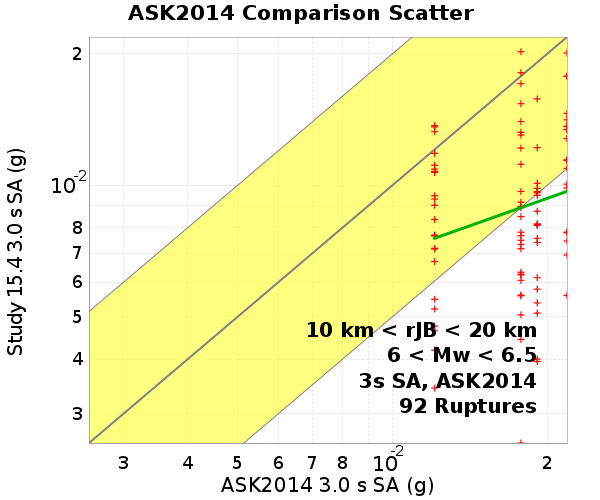 ASK2014 Comparison Scatter
2
10-2
8
7
6
5
4
3
Study 15.4 3.0 s SA (g)
10 km < rJB < 20 km
6 < Mw < 6.5
3s SA, ASK2014
92 Ruptures
3 4 5 6 7 8 10-2 2
ASK2014 3.0 s SA (g)